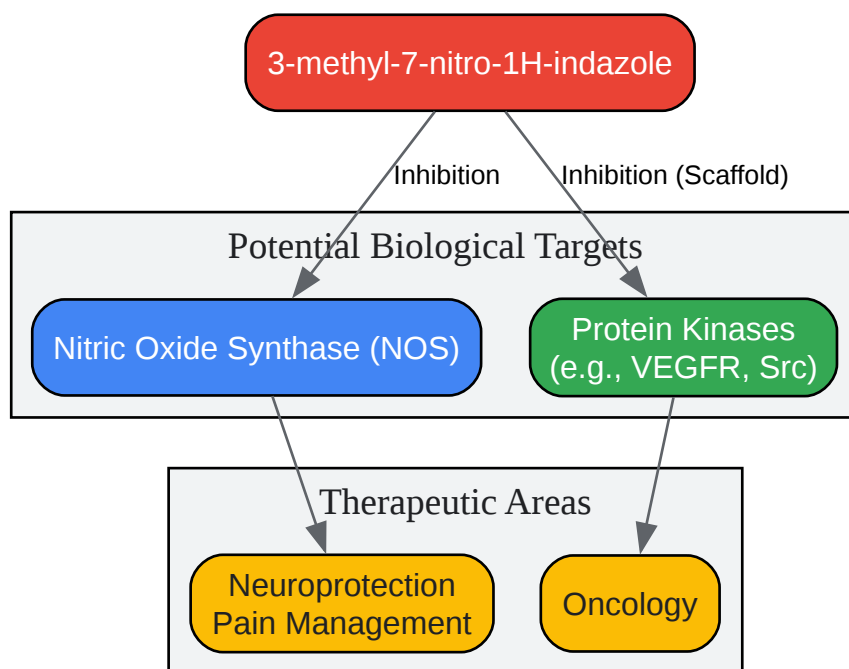 3-methyl-7-nitro-1H-indazole
Inhibition
Inhibition (Scaffold)
Potential Biological Targets
Nitric Oxide Synthase (NOS)
Protein Kinases
(e.g., VEGFR, Src)
Therapeutic Areas
Neuroprotection
Pain Management
Oncology